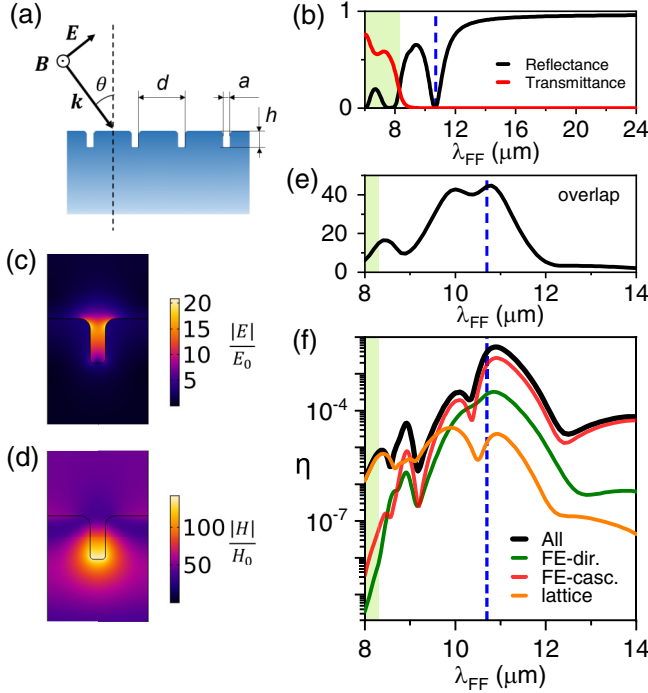 (a)
E
B
k
θ
d
a
h
(b)
1
0
6
8
12
16
20
24
λFF (μm)
Reflectance
Transmittance
(c)
20
15
10
5
|E|
E0
(d)
100
50
|H|
H0
(e)
overlap
40
20
0
8
10
12
14
λFF (μm)
(f)
η
10-4
10-7
All
FE-dir.
FE-casc.
lattice
8
10
12
14
λFF (μm)